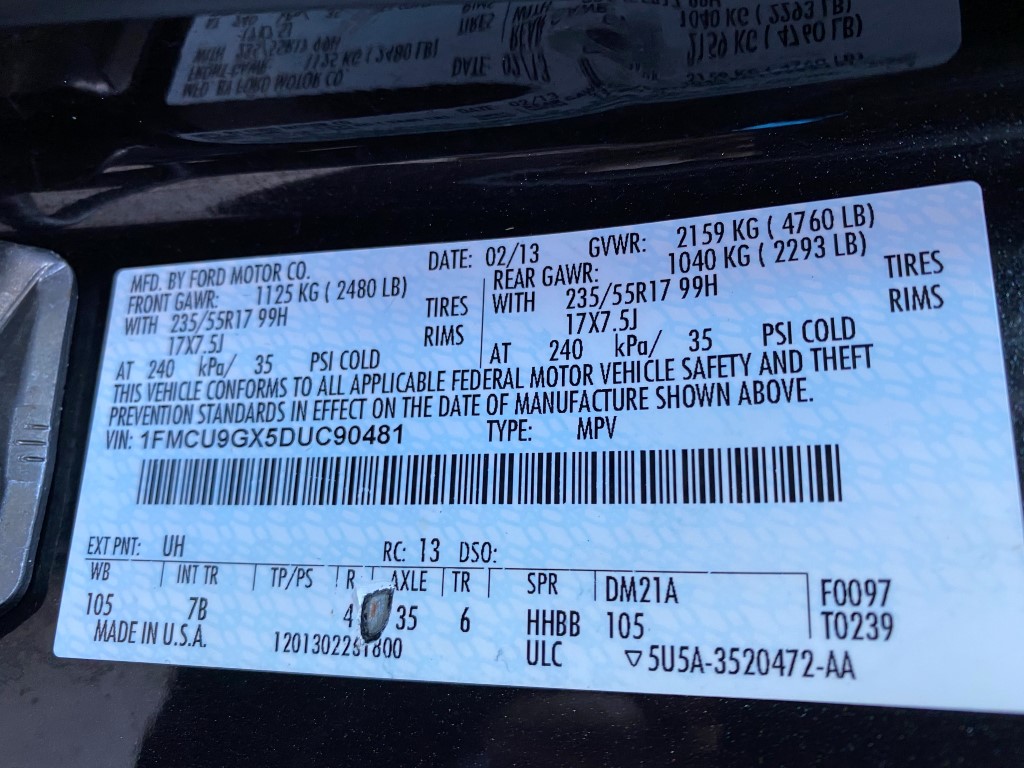 MFD. BY FORD MOTOR CO. DATE: 02/13 GVWR: 2159 KG ( 4760 LB)
FRONT GAWR: 1125 KG ( 2480 LB) REAR GAWR: 1040 KG ( 2293 LB)
WITH 235/55R17 99H TIRES WITH 235/55R17 99H TIRES
17X7.5J RIMS 17X7.5J RIMS
AT 240 kPa/ 35 PSI COLD AT 240 kPa/ 35 PSI COLD
THIS VEHICLE CONFORMS TO ALL APPLICABLE FEDERAL MOTOR VEHICLE SAFETY AND THEFT
PREVENTION STANDARDS IN EFFECT ON THE DATE OF MANUFACTURE SHOWN ABOVE.
VIN: 1FMCU9GX5DUC90481 TYPE: MPV
EXT PNT: UH RC: 13 DSO:
WB INT TR TP/PS R AXLE TR SPR DM21A F0097
105 7B 4 35 6 HHBB 105 T0239
MADE IN U.S.A. ULC ▽5U5A-3520472-AA